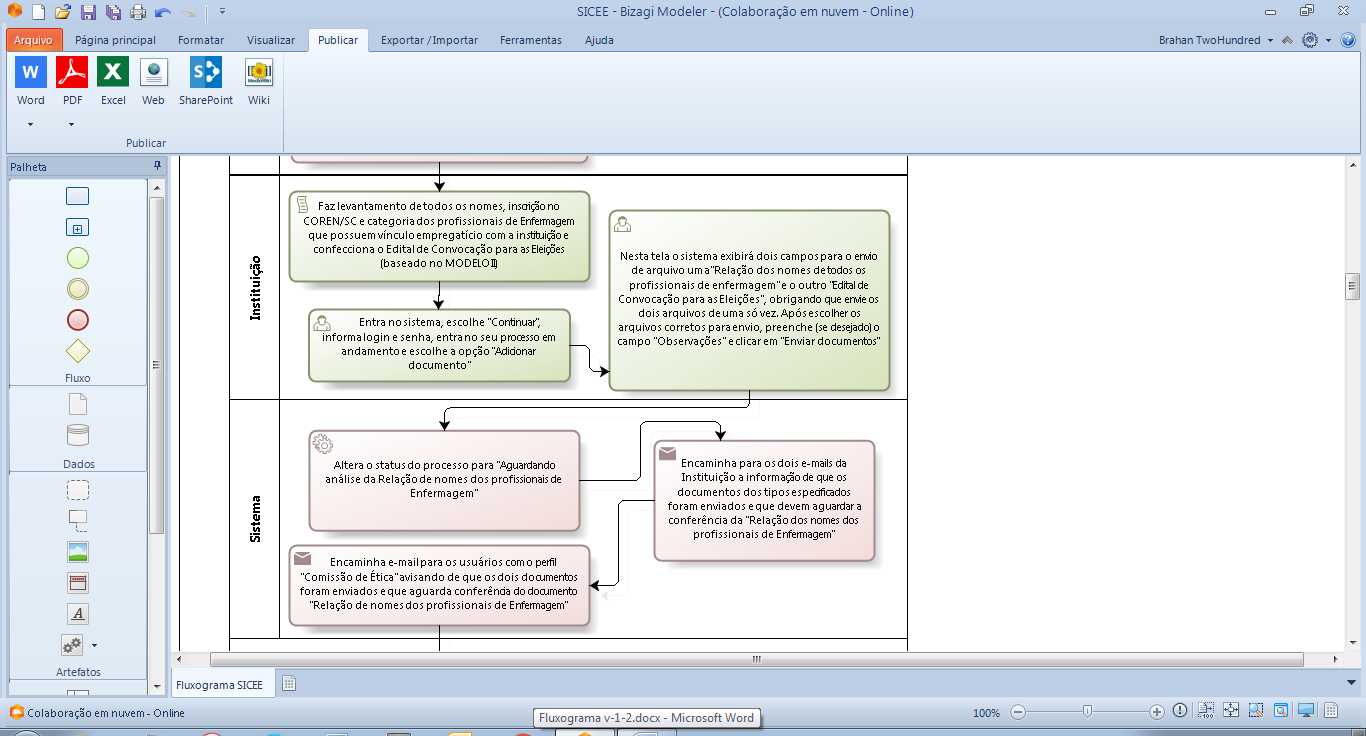 SICEE - Bizagi Modeler - (Colaboração em nuvem - Online)
Arquivo Página principal Formatar Visualizar Publicar Exportar /Importar Ferramentas Ajuda Brahan TwoHundred
W X S
Word PDF Excel Web SharePoint Wiki
Publicar
Palheta
Fluxo
Dados
A
Artefatos
Instituição
Faz levantamento de todos os nomes, inscrição no
COREN/SC e categoria dos profissionais de Enfermagem
que possuem vínculo empregatício com a instituição e
confecciona o Edital de Convocação para as Eleições
(baseado no MODELO II)
Entra no sistema, escolhe "Continuar",
informa login e senha, entra no seu processo em
andamento e escolhe a opção "Adicionar
documento"
Nesta tela o sistema exibirá dois campos para o envio
de arquivo uma "Relação dos nomes de todos os
profissionais de enfermagem" e o outro "Edital de
Convocação para as Eleições", obrigando que envie os
dois arquivos de uma só vez. Após escolher os
arquivos corretos para envio, preenche (se desejado) o
campo "Observações" e clicar em "Enviar documentos"
Sistema
Altera o status do processo para "Aguardando
análise da Relação de nomes dos profissionais de
Enfermagem"
Encaminha para os dois e-mails da
Instituição a informação de que os
documentos dos tipos especificados
foram enviados e que devem aguardar a
conferência da "Relação dos nomes dos
profissionais de Enfermagem"
Encaminha e-mail para os usuários com o perfil
"Comissão de Ética" avisando de que os dois documentos
foram enviados e que aguarda conferência do documento
"Relação de nomes dos profissionais de Enfermagem"
Fluxograma SICEE
Colaboração em nuvem - Online
Fluxograma v-1-2.docx - Microsoft Word
100%